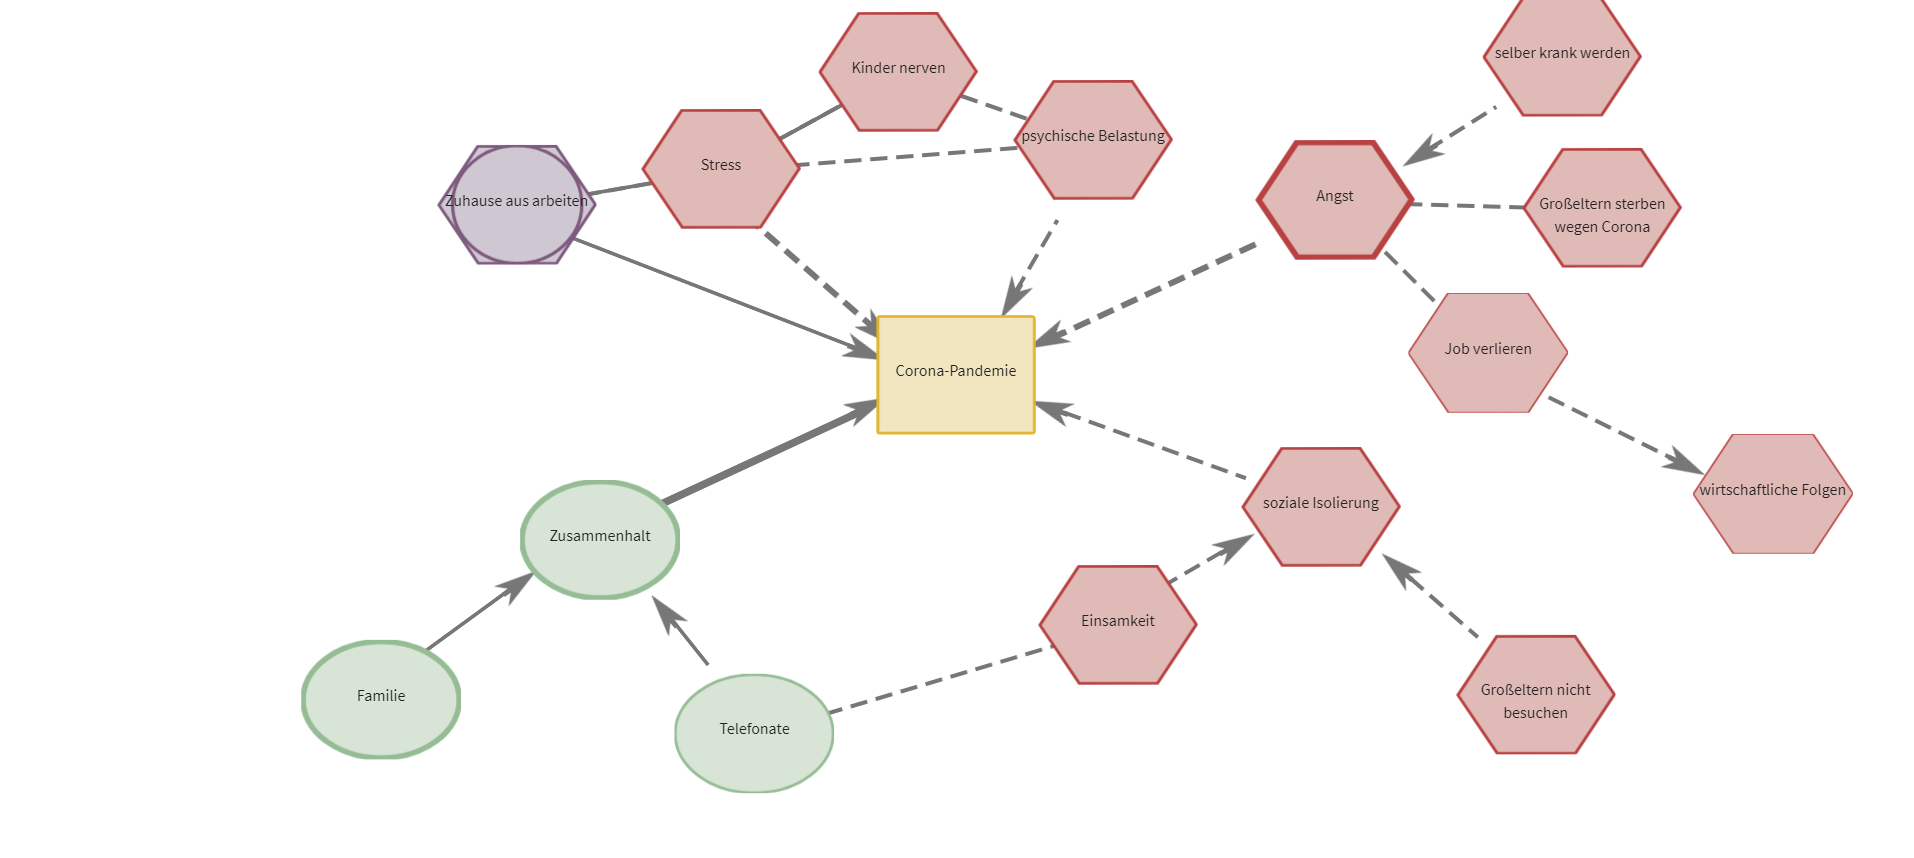 selber krank werden
Kinder nerven
psychische Belastung
Stress
Angst
Zuhause aus arbeiten
Großeltern sterben
wegen Corona
Job verlieren
Corona-Pandemie
wirtschaftliche Folgen
soziale Isolierung
Zusammenhalt
Einsamkeit
Familie
Großeltern nicht
besuchen
Telefonate